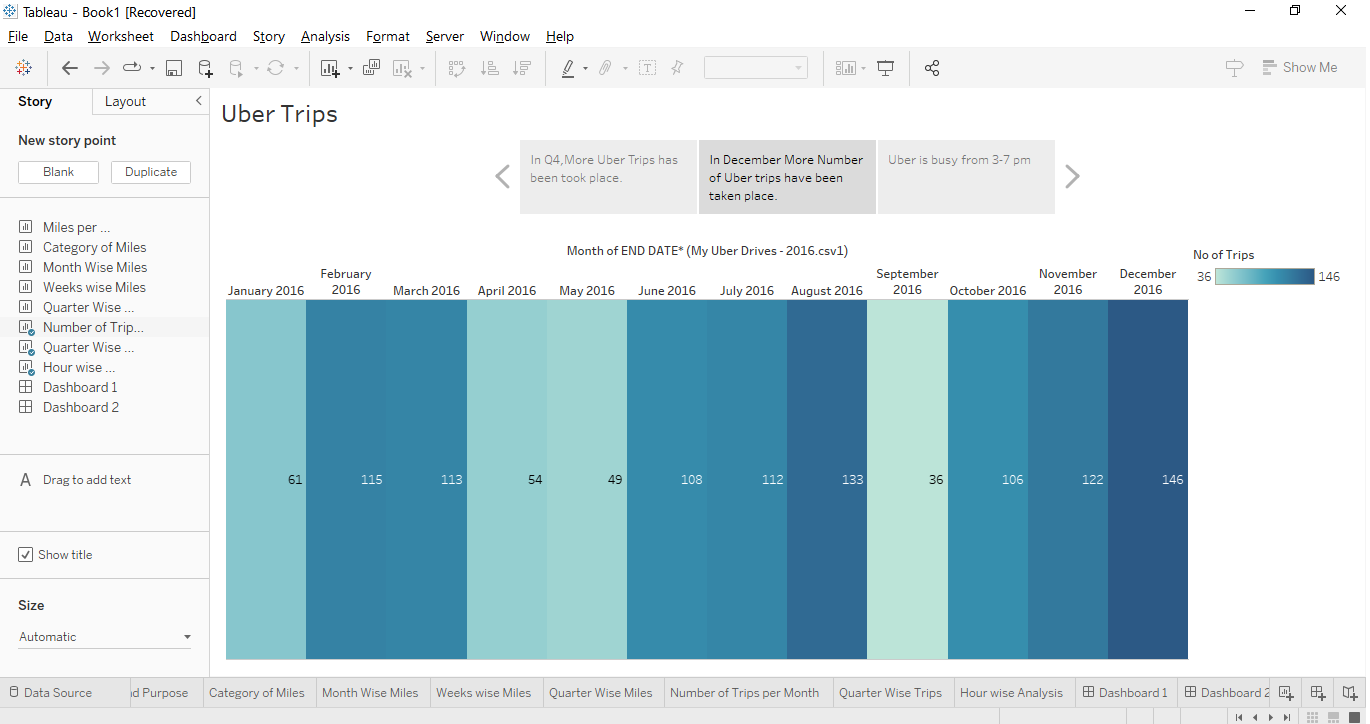 Tableau - Book1 [Recovered]
File Data Worksheet Dashboard Story Analysis Format Server Window Help
Show Me
Story Layout
New story point
Blank Duplicate
Miles per ...
Category of Miles
Month Wise Miles
Weeks wise Miles
Quarter Wise ...
Number of Trip...
Quarter Wise ...
Hour wise ...
Dashboard 1
Dashboard 2
A Drag to add text
Show title
Size
Automatic
Uber Trips
In Q4,More Uber Trips has
been took place.
In December More Number
of Uber trips have been
taken place.
Uber is busy from 3-7 pm
Month of END DATE* (My Uber Drives - 2016.csv1)
January 2016
February
2016
March 2016
April 2016
May 2016
June 2016
July 2016
August 2016
September
2016
October 2016
November
2016
December
2016
61 115 113 54 49 108 112 133 36 106 122 146
No of Trips
36 146
Data Source d Purpose Category of Miles Month Wise Miles Weeks wise Miles Quarter Wise Miles Number of Trips per Month Quarter Wise Trips Hour wise Analysis Dashboard 1 Dashboard 2